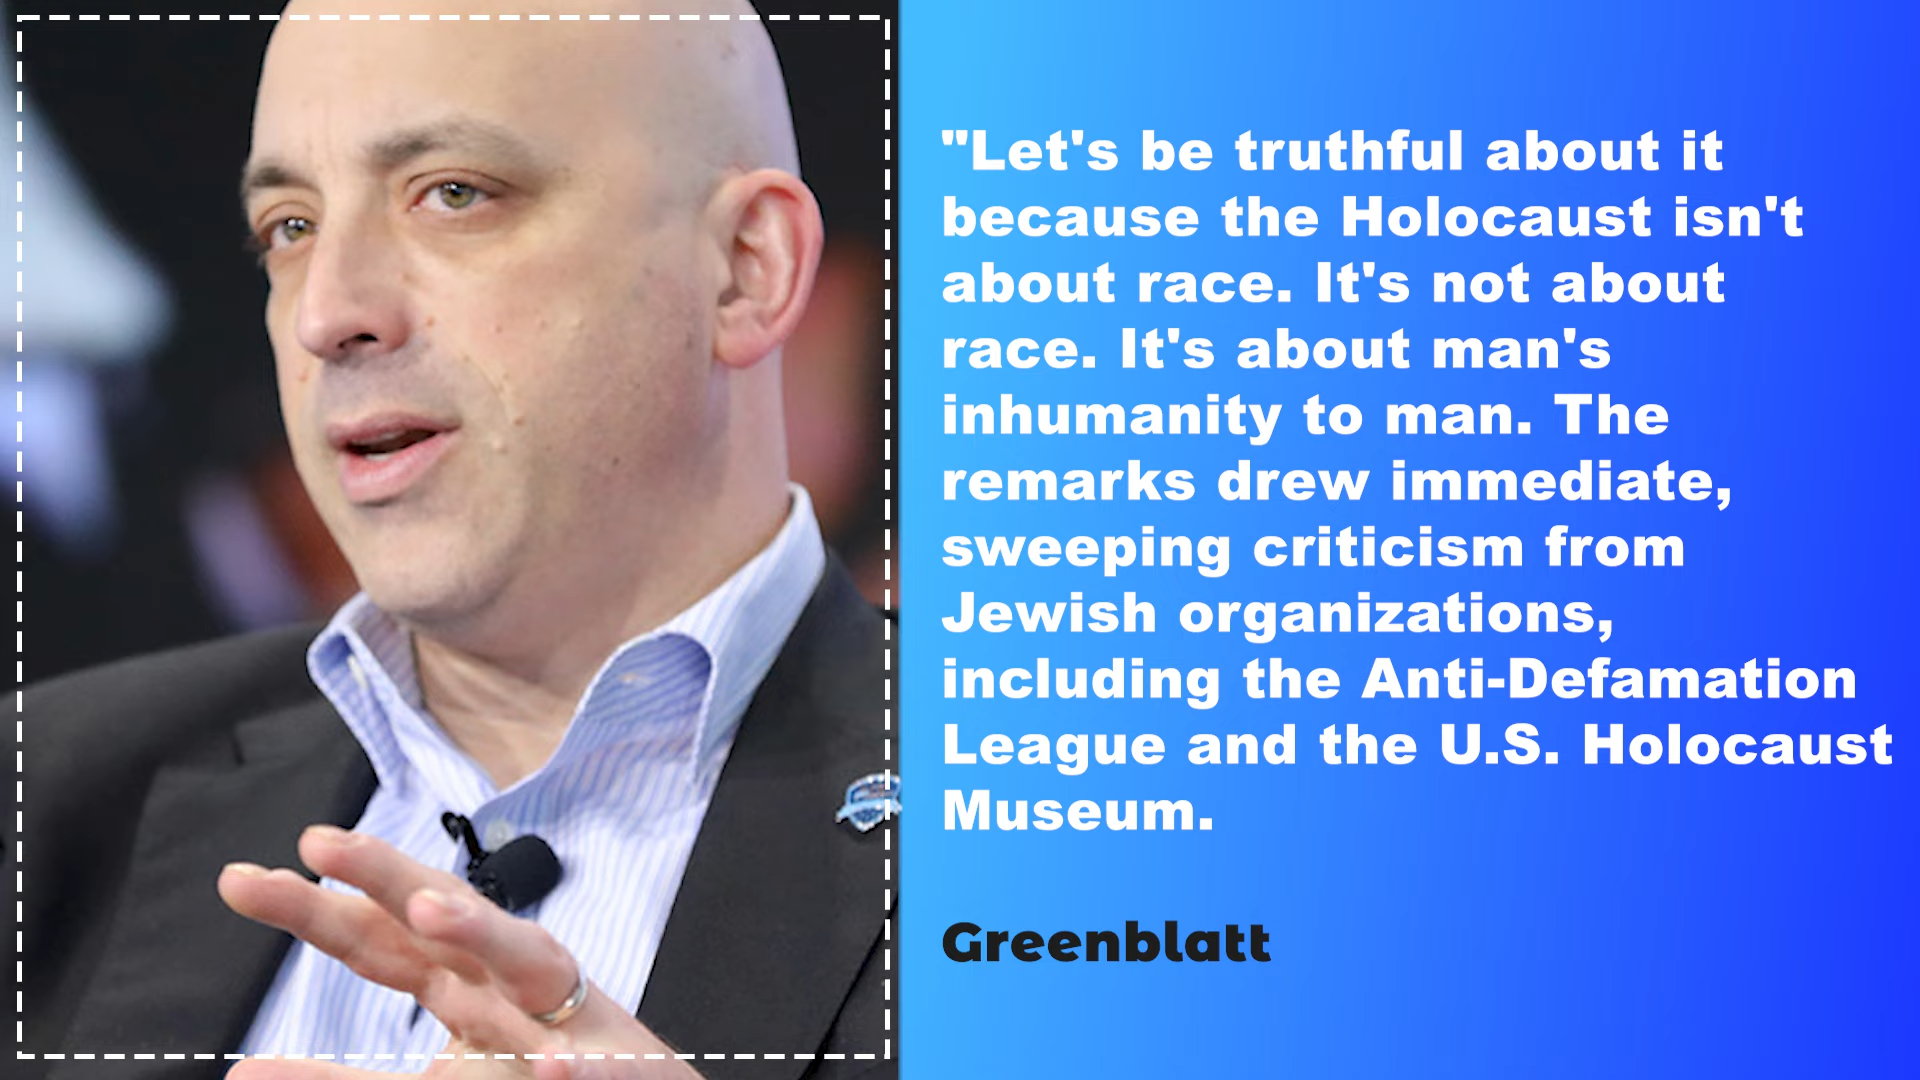 "Let's be truthful about it
because the Holocaust isn't
about race. It's not about
race. It's about man's
inhumanity to man. The
remarks drew immediate,
sweeping criticism from
Jewish organizations,
including the Anti-Defamation
League and the U.S. Holocaust
Museum.
Greenblatt